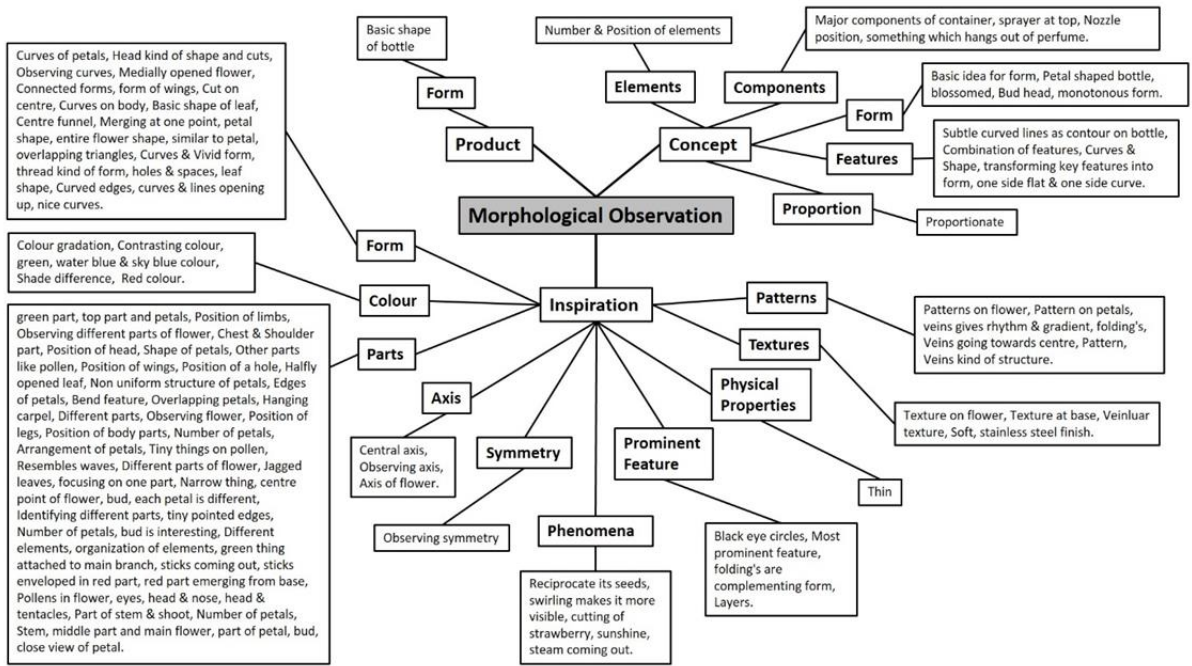 Basic shape
of bottle
Form
Product
Number & Position of elements
Elements
Major components of container, sprayer at top, Nozzle
position, something which hangs out of perfume.
Components
Concept
Basic idea for form, Petal shaped bottle,
blossomed, Bud head, monotonous form.
Form
Subtle curved lines as contour on bottle,
Combination of features, Curves &
Shape, transforming key features into
form, one side flat & one side curve.
Features
Proportion
Proportionate
Morphological Observation
Curves of petals, Head kind of shape and cuts,
Observing curves, Medially opened flower,
Connected forms, form of wings, Cut on
centre, Curves on body, Basic shape of leaf,
Centre funnel, Merging at one point, petal
shape, entire flower shape, similar to petal,
overlapping triangles, Curves & Vivid form,
thread kind of form, holes & spaces, leaf
shape, Curved edges, curves & lines opening
up, nice curves.
Form
Colour gradation, Contrasting colour,
green, water blue & sky blue colour,
Shade difference, Red colour.
Colour
Inspiration
green part, top part and petals, Position of limbs,
Observing different parts of flower, Chest & Shoulder
part, Position of head, Shape of petals, Other parts
like pollen, Position of wings, Position of a hole, Halfly
opened leaf, Non uniform structure of petals, Edges
of petals, Bend feature, Overlapping petals, Hanging
carpel, Different parts, Observing flower, Position of
legs, Position of body parts, Number of petals,
Arrangement of petals, Tiny things on pollen,
Resembles waves, Different parts of flower, Jagged
leaves, focusing on one part, Narrow thing, centre
point of flower, bud, each petal is different,
Identifying different parts, tiny pointed edges,
Number of petals, bud is interesting, Different
elements, organization of elements, green thing
attached to main branch, sticks coming out, sticks
enveloped in red part, red part emerging from base,
Pollens in flower, eyes, head & nose, head &
tentacles, Part of stem & shoot, Number of petals,
Stem, middle part and main flower, part of petal, bud,
close view of petal.
Parts
Axis
Central axis,
Observing axis,
Axis of flower.
Symmetry
Observing symmetry
Phenomena
Reciprocate its seeds,
swirling makes it more
visible, cutting of
strawberry, sunshine,
steam coming out.
Prominent
Feature
Black eye circles, Most
prominent feature,
folding's are
complementing form,
Layers.
Physical
Properties
Thin
Textures
Texture on flower, Texture at base, Veinluar
texture, Soft, stainless steel finish.
Patterns
Patterns on flower, Pattern on petals,
veins gives rhythm & gradient, folding's,
Veins going towards centre, Pattern,
Veins kind of structure.